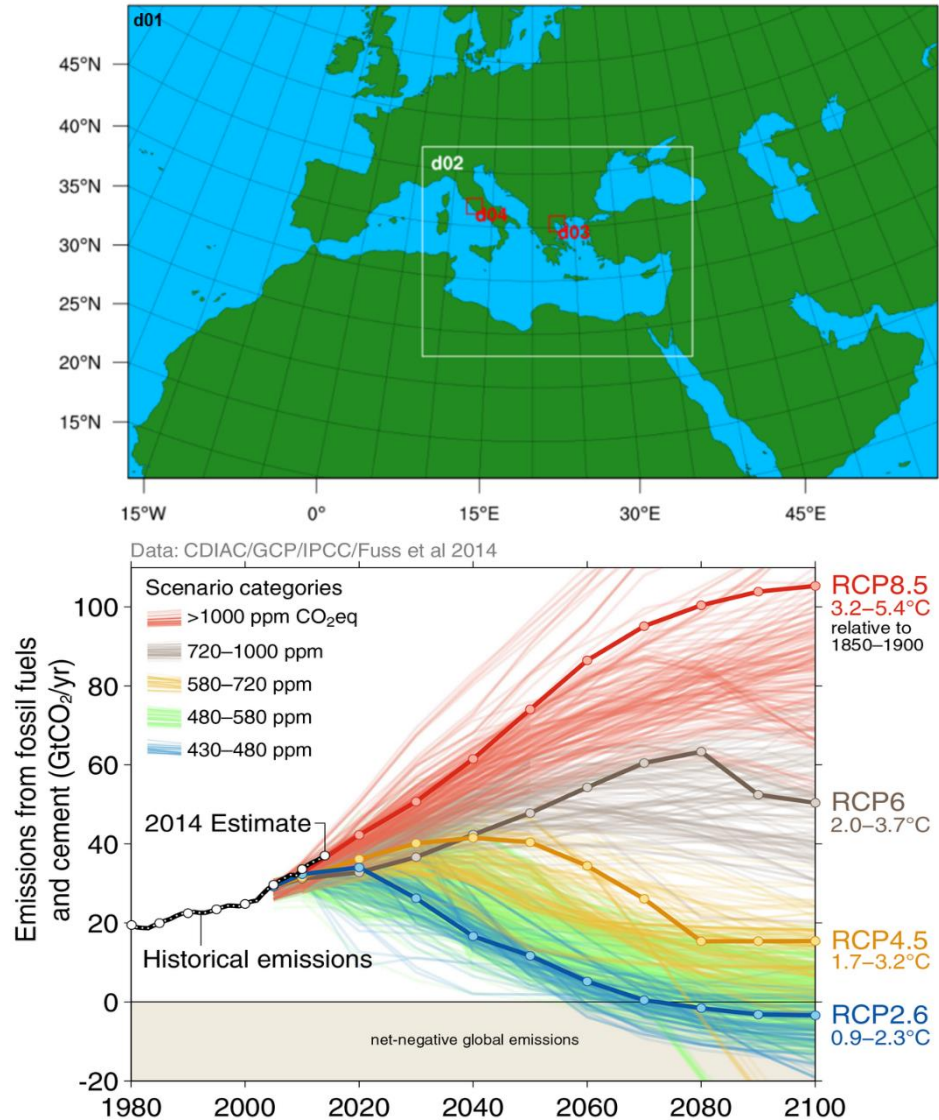 d01
45°N
40°N
35°N
30°N
25°N
20°N
15°N
d02
d04
d03
15°W 0° 15°E 30°E 45°E
Data: CDIAC/GCP/IPCC/Fuss et al 2014
Emissions from fossil fuels
and cement (GtCO₂/yr)
100
80
60
40
20
0
-20
Scenario categories
>1000 ppm CO₂eq
720–1000 ppm
580–720 ppm
480–580 ppm
430–480 ppm
2014 Estimate
Historical emissions
net-negative global emissions
RCP8.5
3.2–5.4°C
relative to
1850–1900
RCP6
2.0–3.7°C
RCP4.5
1.7–3.2°C
RCP2.6
0.9–2.3°C
1980 2000 2020 2040 2060 2080 2100